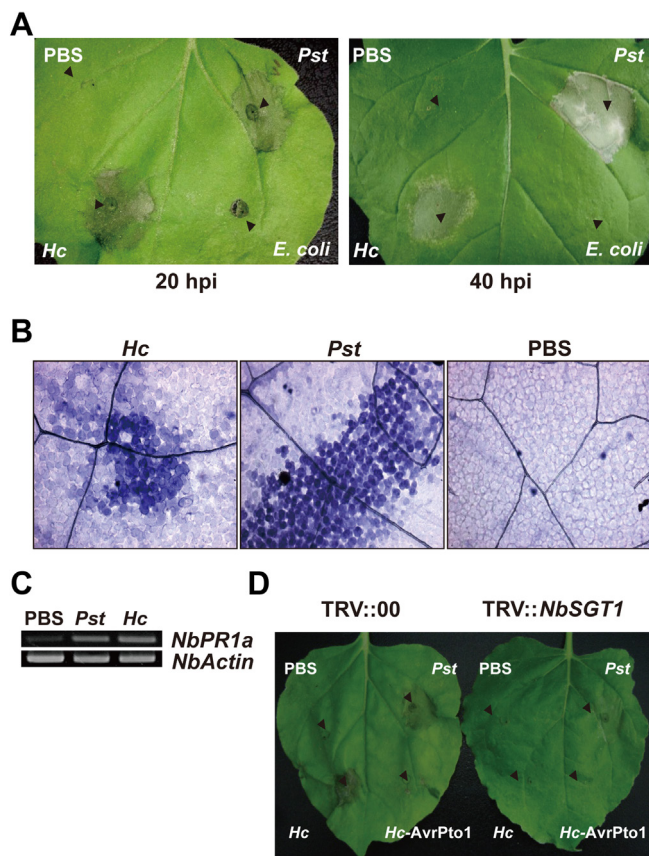 A
PBS
Pst
Hc
E. coli
20 hpi
PBS
Pst
Hc
E. coli
40 hpi
B
Hc
Pst
PBS
C
PBS Pst Hc
NbPR1a
NbActin
D
TRV::00
TRV::NbSGT1
PBS
Pst
Hc
Hc-AvrPto1
PBS
Pst
Hc
Hc-AvrPto1